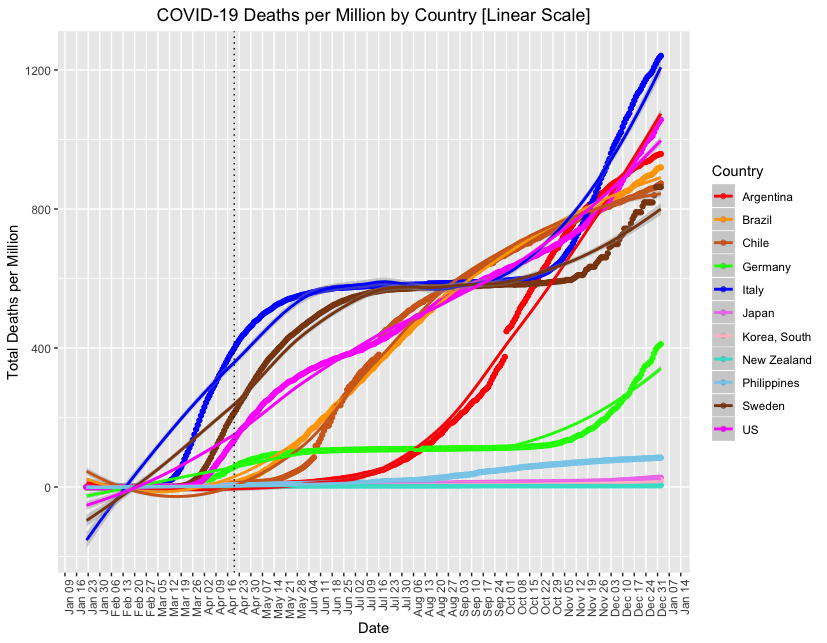 COVID-19 Deaths per Million by Country [Linear Scale]
Total Deaths per Million
1200
800
400
0
Jan 09
Jan 16
Jan 23
Jan 30
Feb 06
Feb 13
Feb 20
Feb 27
Mar 05
Mar 12
Mar 19
Mar 26
Apr 02
Apr 09
Apr 16
Apr 23
Apr 30
May 07
May 14
May 21
May 28
Jun 04
Jun 11
Jun 18
Jun 25
Jul 02
Jul 09
Jul 16
Jul 23
Jul 30
Aug 06
Aug 13
Aug 20
Aug 27
Sep 03
Sep 10
Sep 17
Sep 24
Oct 01
Oct 08
Oct 15
Oct 22
Oct 29
Nov 05
Nov 12
Nov 19
Nov 26
Dec 03
Dec 10
Dec 17
Dec 24
Dec 31
Jan 07
Jan 14
Date
Country
Argentina
Brazil
Chile
Germany
Italy
Japan
Korea, South
New Zealand
Philippines
Sweden
US